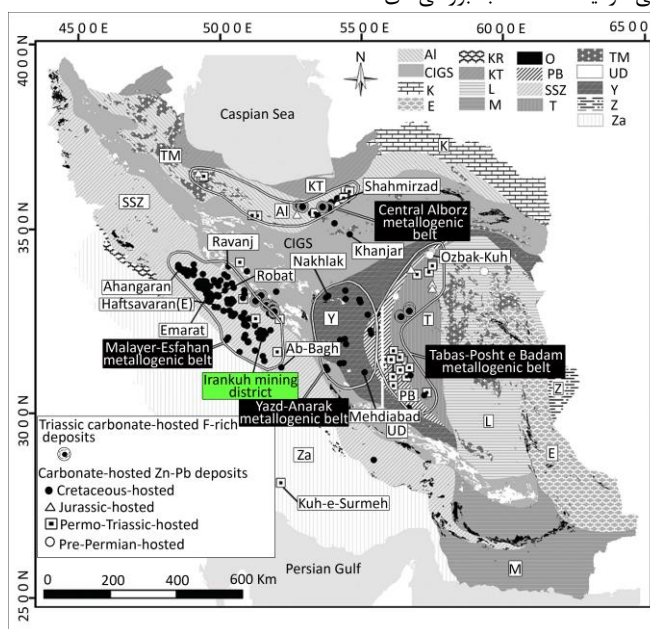 45 0 0 E
50 0 0 E
55 0 0 E
60 0 0 E
65 0 0
40 0 0 N
35 0 0 N
30 0 0 N
25 0 0 N
N
Al
CIGS
K
E
KR
KT
L
M
O
PB
SSZ
T
TM
UD
Y
Z
Za
Caspian Sea
TM
K
KT
Shahmirzad
SSZ
Al
Central Alborz
metallogenic
belt
Ravanj
CIGS
Khanjar
Ozbak-Kuh
Nakhlak
Robat
Ahangaran
Haftsavaran(E)
Y
T
Emarat
Malayer-Esfahan
metallogenic belt
Ab-Bagh
Tabas-Posht e Badam
metallogenic belt
Z
Irankuh mining
district
PB
Yazd-Anarak
metallogenic belt
Mehdiabad
UD
L
E
Za
Triassic carbonate-hosted F-rich
deposits
Carbonate-hosted Zn-Pb deposits
Cretaceous-hosted
Jurassic-hosted
Permo-Triassic-hosted
Pre-Permian-hosted
Kuh-e-Surmeh
Persian Gulf
M
0
200
400
600 Km